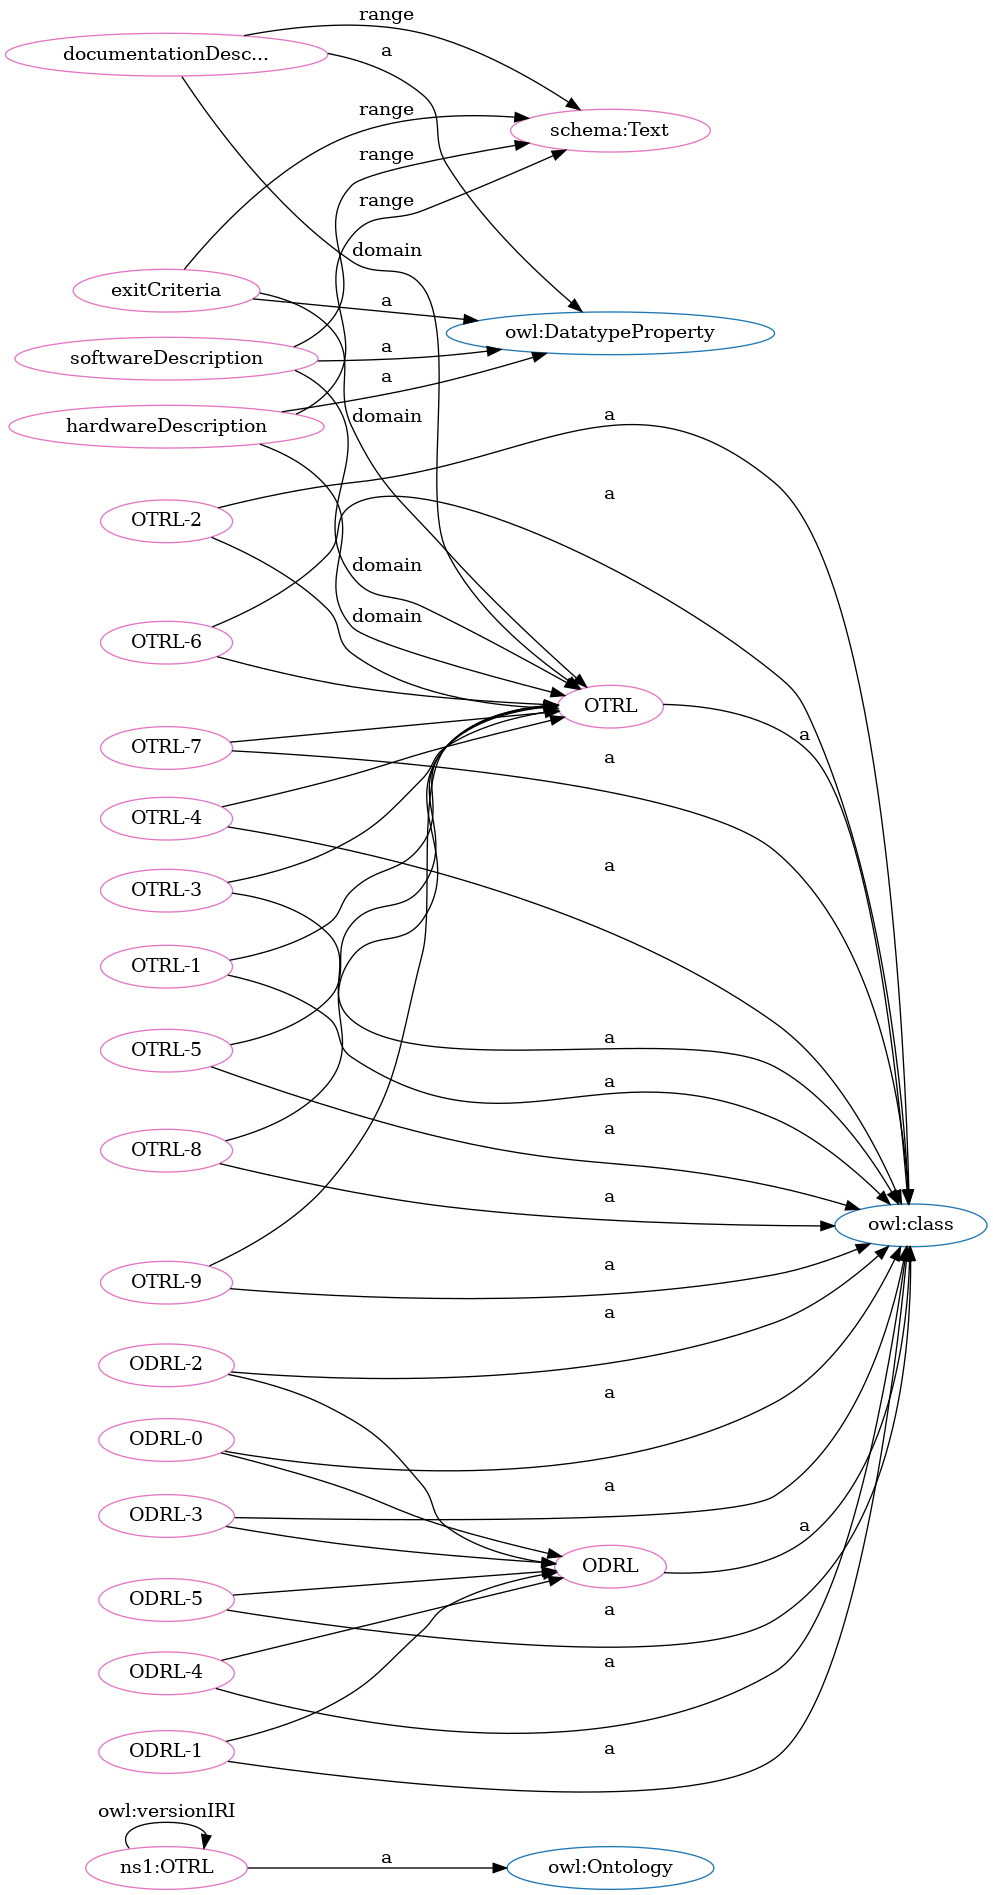 range
documentationDesc...
a
range
schema:Text
range
range
domain
exitCriteria
a
owl:DatatypeProperty
a
softwareDescription
a
domain
a
hardwareDescription
a
OTRL-2
domain
domain
OTRL-6
OTRL
a
OTRL-7
a
OTRL-4
a
OTRL-3
OTRL-1
a
OTRL-5
a
a
OTRL-8
a
owl:class
a
OTRL-9
a
ODRL-2
a
ODRL-0
a
ODRL-3
a
ODRL
ODRL-5
a
a
ODRL-4
a
ODRL-1
owl:versionIRI
a
ns1:OTRL
owl:Ontology